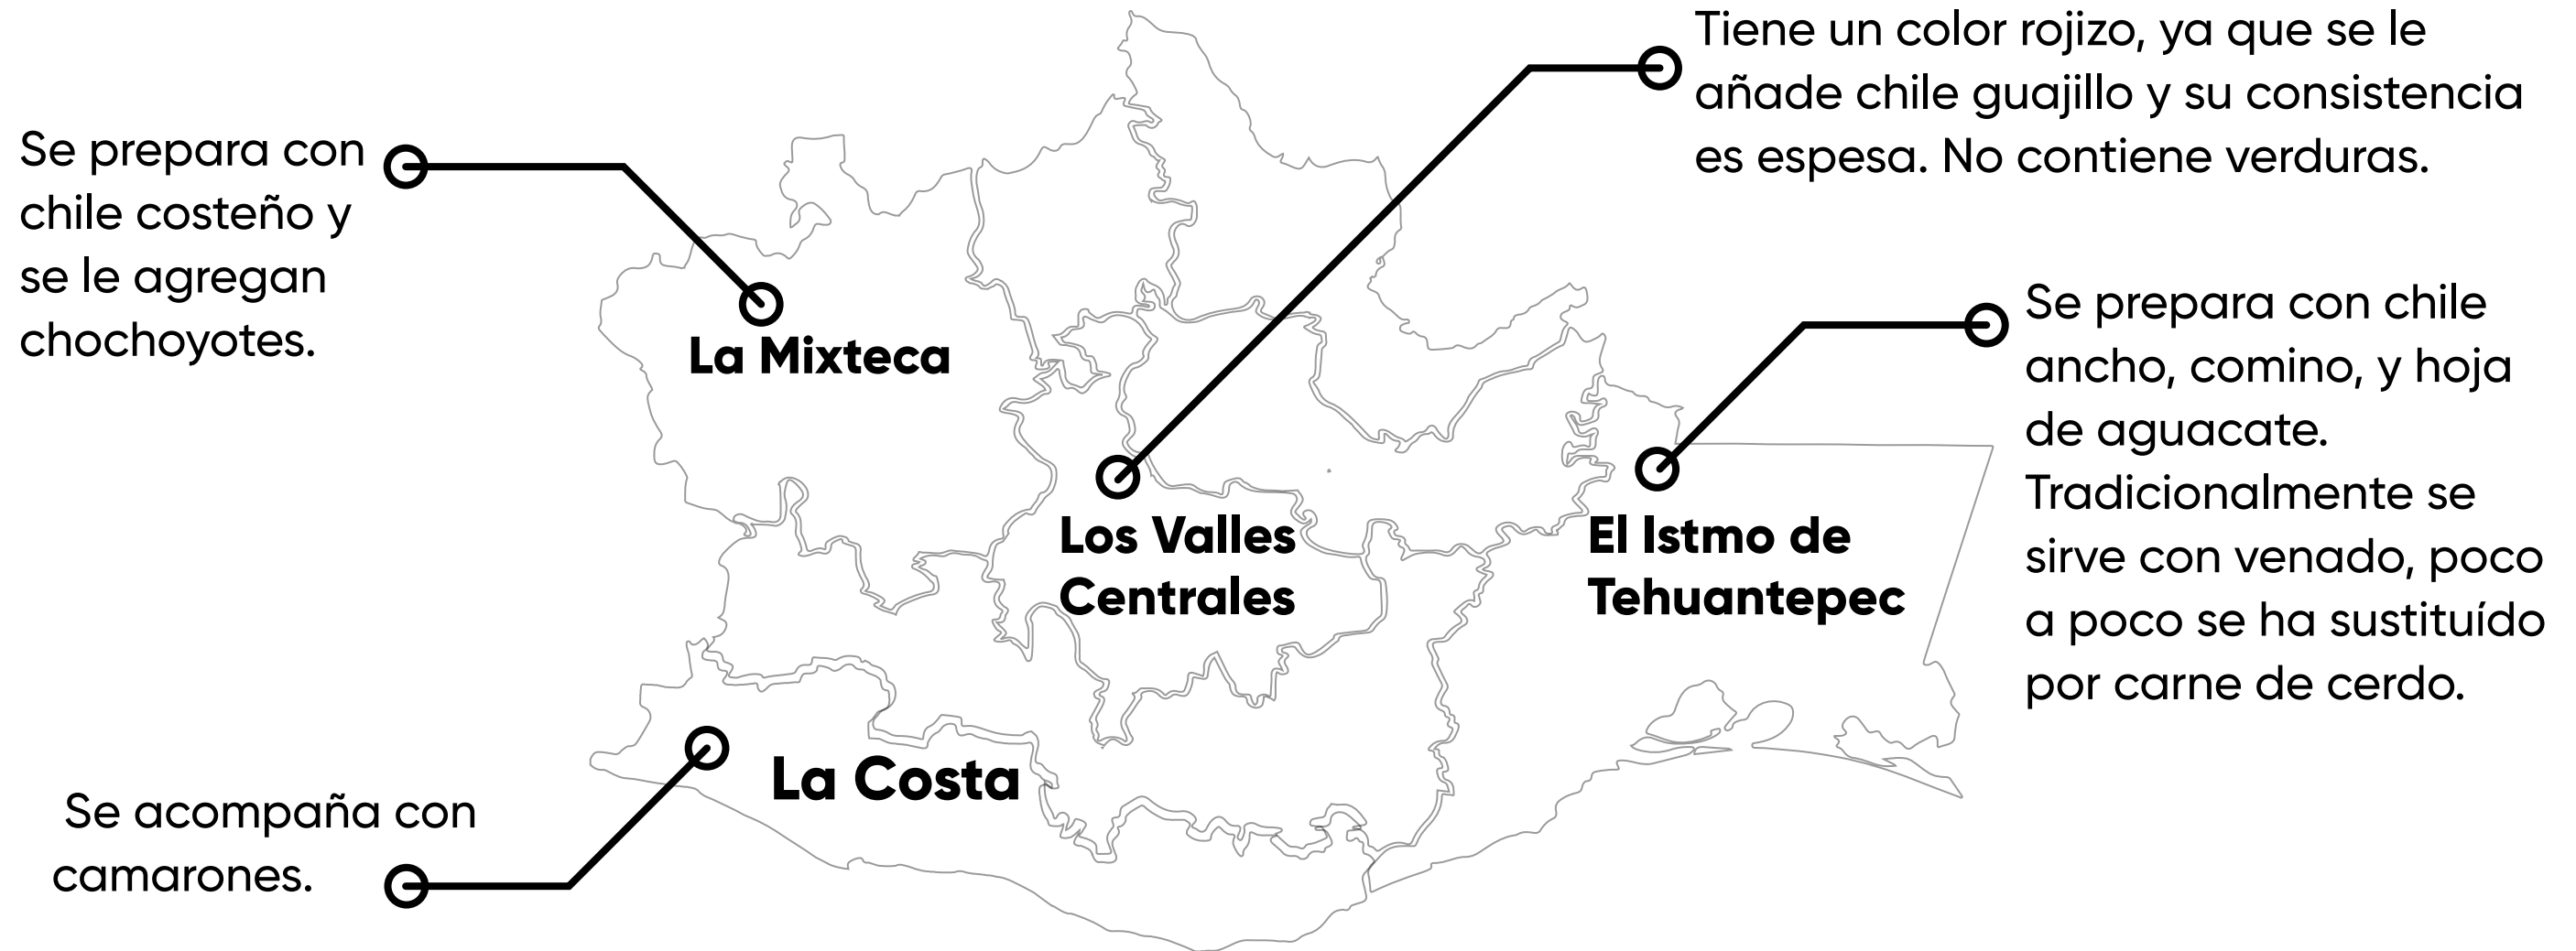 Tiene un color rojizo, ya que se le
añade chile guajillo y su consistencia
es espesa. No contiene verduras.
Se prepara con
chile costeño y
se le agregan
chochoyotes.
La Mixteca
Se prepara con chile
ancho, comino, y hoja
de aguacate.
Tradicionalmente se
sirve con venado, poco
a poco se ha sustituído
por carne de cerdo.
Los Valles
Centrales
El Istmo de
Tehuantepec
La Costa
Se acompaña con
camarones.